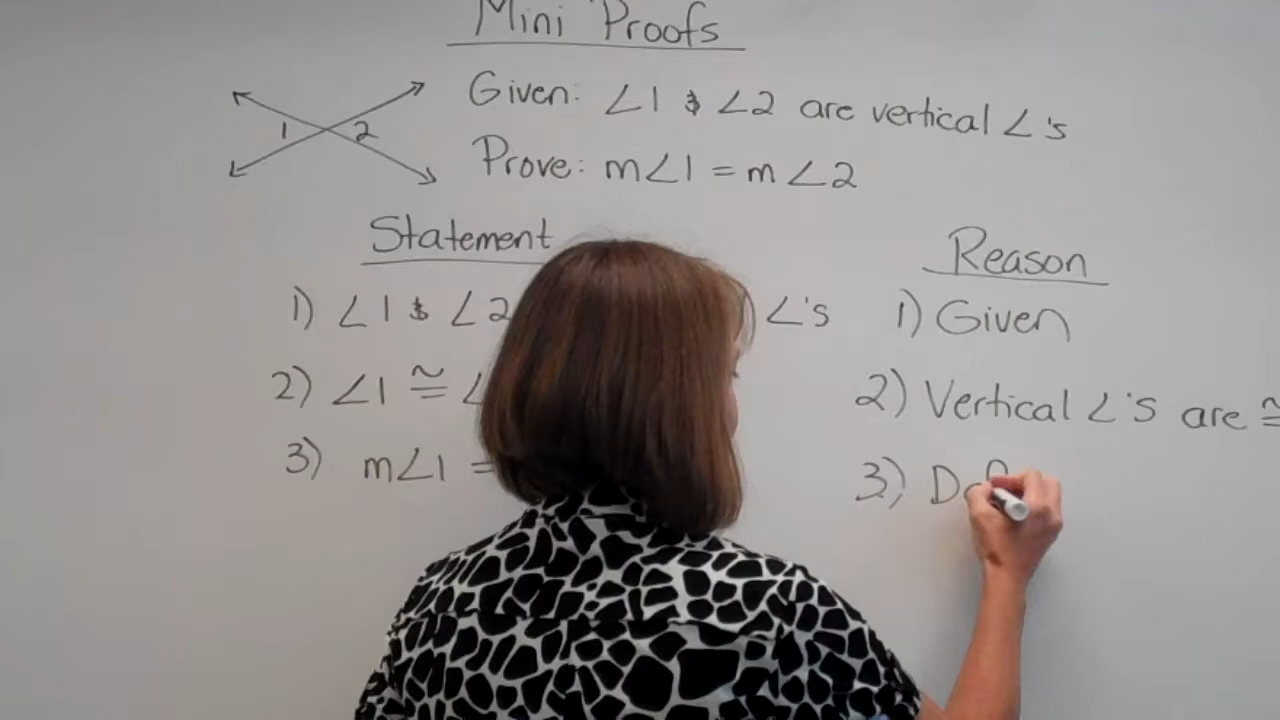 Mini Proofs
1 2
Given: ∠1 & ∠2 are vertical ∠'s
Prove: m∠1 = m∠2
Statement
Reason
1) ∠1 & ∠2 ∠'s
1) Given
2) ∠1 ≅ ∠
2) Vertical ∠'s are ≅
3) m∠1 =
3) Def